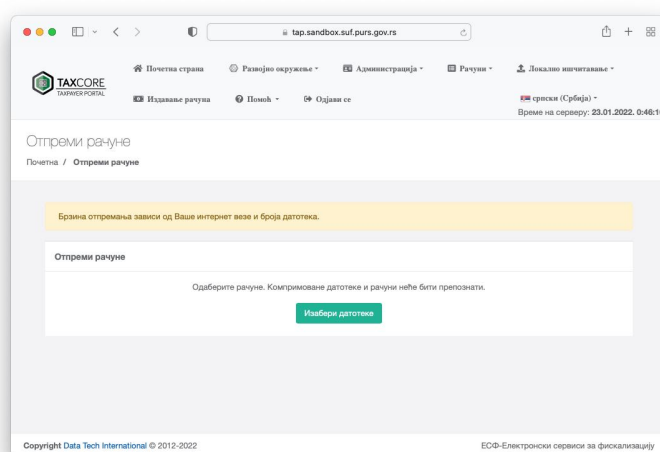 tap.sandbox.suf.purs.gov.rs
TAXCORE
TAXPAYER PORTAL
Почетна страна
Развојно окружење
Администрација
Рачуни
Локално ишчитавање
Издавање рачуна
Помоћ
Одјави се
српски (Србија)
Време на серверу: 23.01.2022. 0:46:1
Отпреми рачуне
Почетна / Отпреми рачуне
Брзина отпремања зависи од Ваше интернет везе и броја датотека.
Отпреми рачуне
Одаберите рачуне. Компримоване датотеке и рачуни неће бити препознати.
Изабери датотеке
Copyright Data Tech International © 2012-2022
ЕСФ-Електронски сервиси за фискализацију